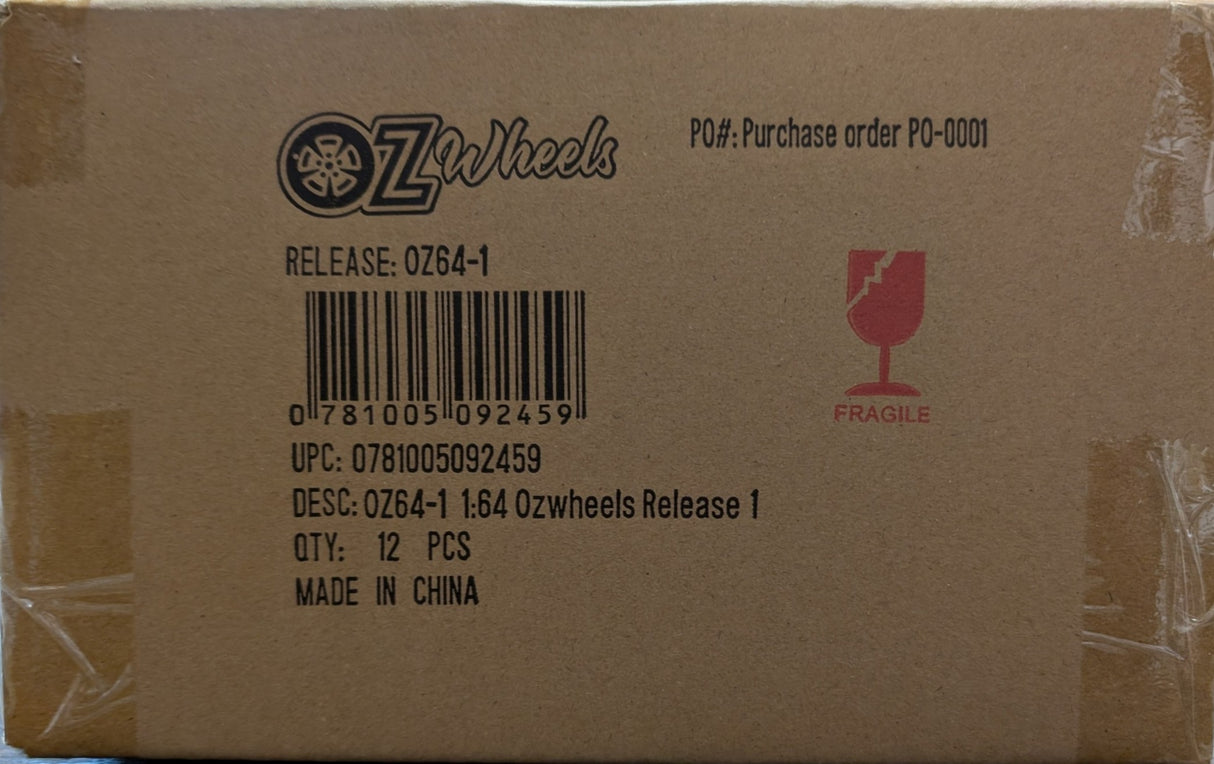 OZ Wheels
PO#: Purchase order PO-0001
RELEASE: OZ64-1
0 781005 092459
FRAGILE
UPC: 0781005092459
DESC: OZ64-1 1:64 Ozwheels Release 1
QTY: 12 PCS
MADE IN CHINA